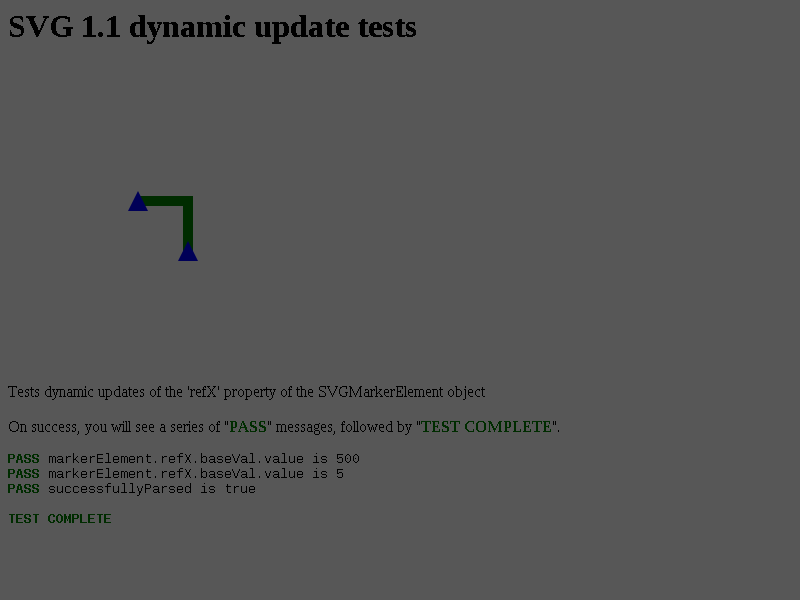 SVG 1.1 dynamic update tests
Tests dynamic updates of the 'refX' property of the SVGMarkerElement object
On success, you will see a series of "PASS" messages, followed by "TEST COMPLETE".
PASS markerElement.refX.baseVal.value is 500
PASS markerElement.refX.baseVal.value is 5
PASS successfullyParsed is true
TEST COMPLETE